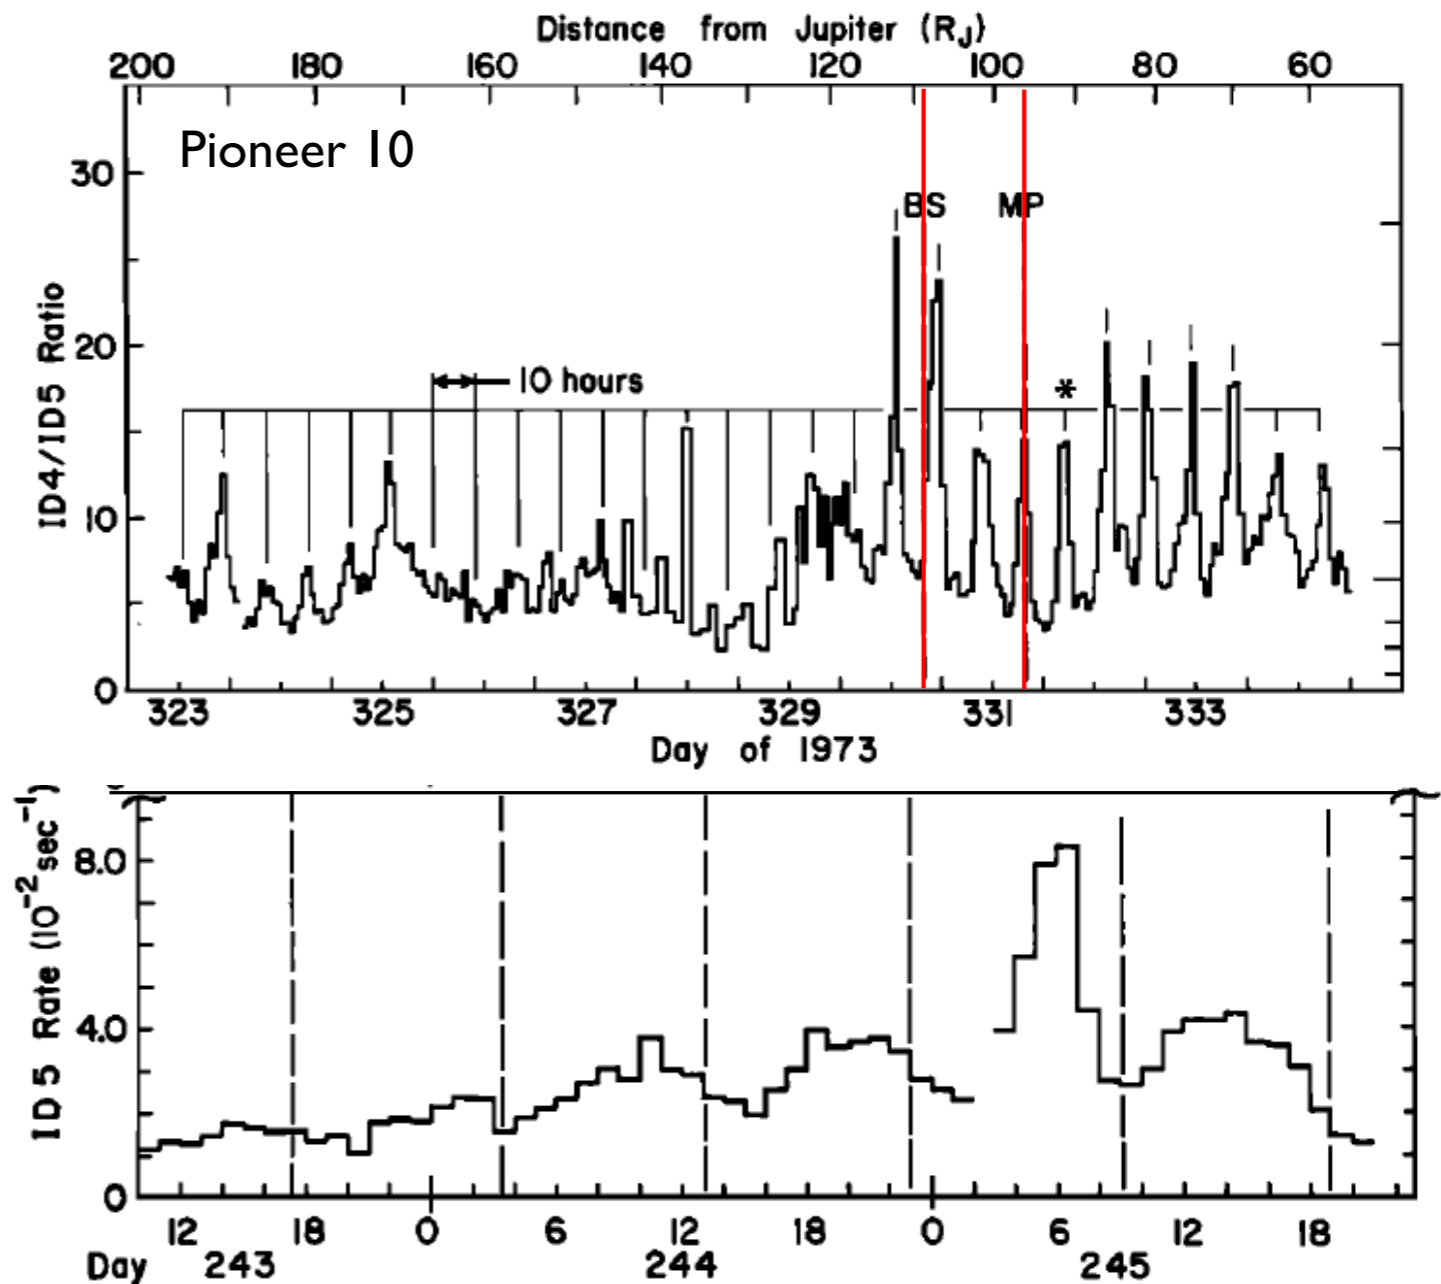 Distance from Jupiter (RJ)
200 180 160 140 120 100 80 60
Pioneer 10
30
BS MP
ID4/ID5 Ratio
20
10 hours
*
10
0
323 325 327 329 331 333
Day of 1973
ID5 Rate (10⁻² sec⁻¹)
8.0
4.0
0
12 18 0 6 12 18 0 6 12 18
Day 243 244 245